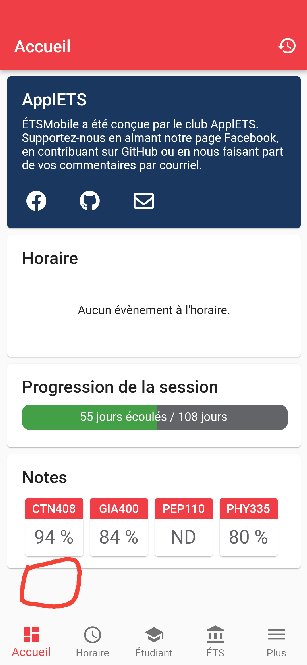 Accueil
AppIETS
ÉTSMobile a été conçue par le club ApplETS.
Supportez-nous en aimant notre page Facebook,
en contribuant sur GitHub ou en nous faisant part
de vos commentaires par courriel.
Horaire
Aucun évènement à l'horaire.
Progression de la session
55 jours écoulés / 108 jours
Notes
CTN408 GIA400 PEP110 PHY335
94 % 84 % ND 80 %
Accueil Horaire Étudiant ÉTS Plus